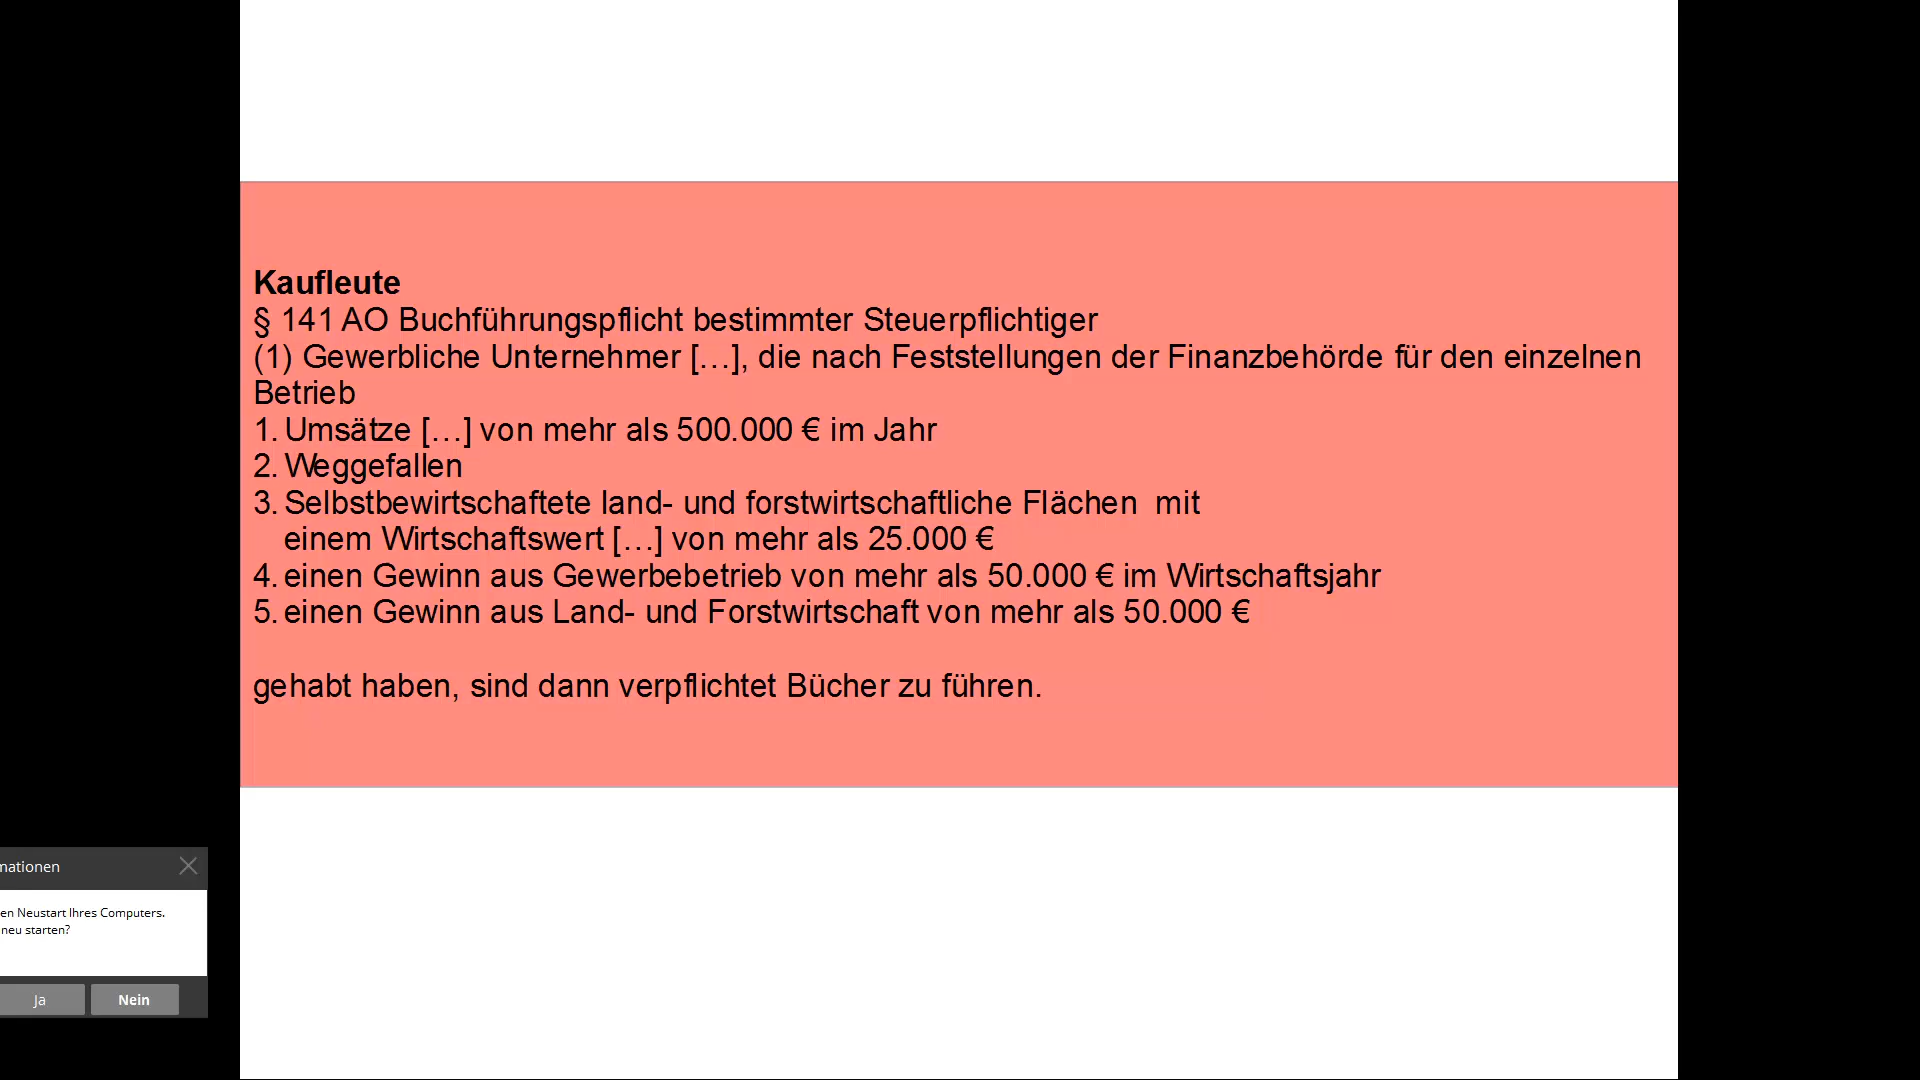 Kaufleute
§ 141 AO Buchführungspflicht bestimmter Steuerpflichtiger
(1) Gewerbliche Unternehmer […], die nach Feststellungen der Finanzbehörde für den einzelnen
Betrieb
1. Umsätze […] von mehr als 500.000 € im Jahr
2. Weggefallen
3. Selbstbewirtschaftete land- und forstwirtschaftliche Flächen  mit
einem Wirtschaftswert […] von mehr als 25.000 €
4. einen Gewinn aus Gewerbebetrieb von mehr als 50.000 € im Wirtschaftsjahr
5. einen Gewinn aus Land- und Forstwirtschaft von mehr als 50.000 €
gehabt haben, sind dann verpflichtet Bücher zu führen.
mationen
en Neustart Ihres Computers.
neu starten?
Ja
Nein